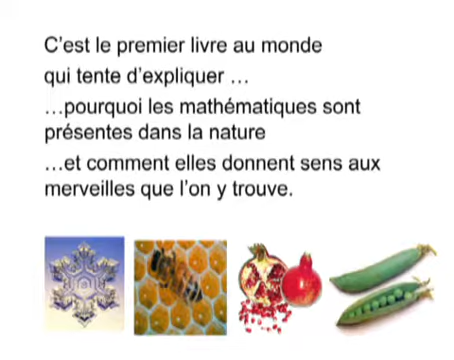 C'est le premier livre au monde
qui tente d'expliquer …
…pourquoi les mathématiques sont
présentes dans la nature
…et comment elles donnent sens aux
merveilles que l'on y trouve.